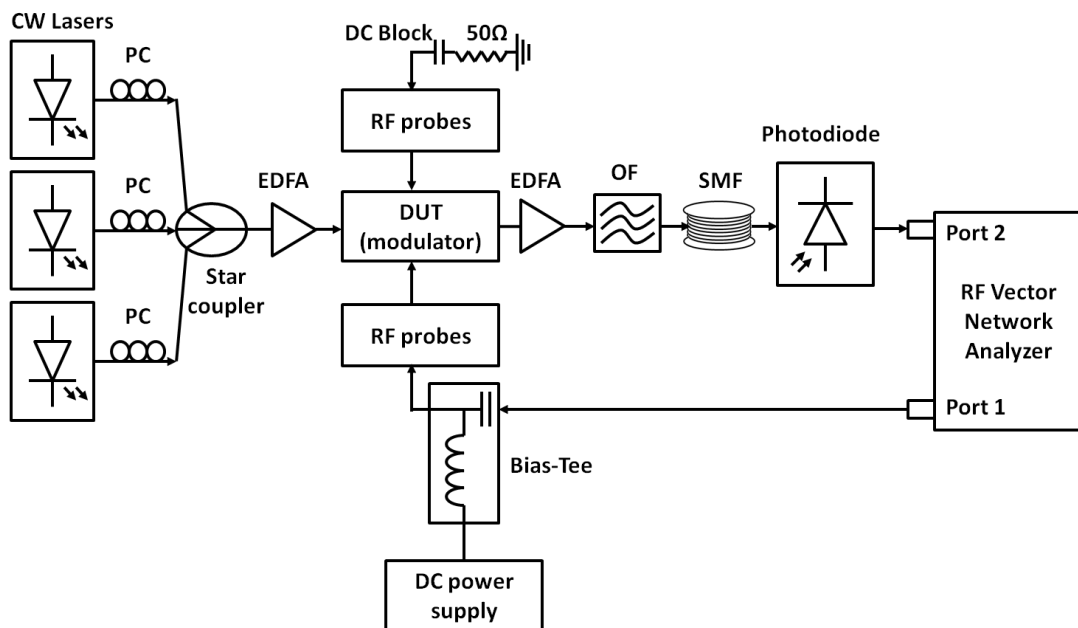 CW Lasers
PC
PC
PC
Star
coupler
EDFA
DC Block
50Ω
RF probes
DUT
(modulator)
RF probes
EDFA
OF
SMF
Photodiode
Port 2
RF Vector
Network
Analyzer
Port 1
Bias-Tee
DC power
supply